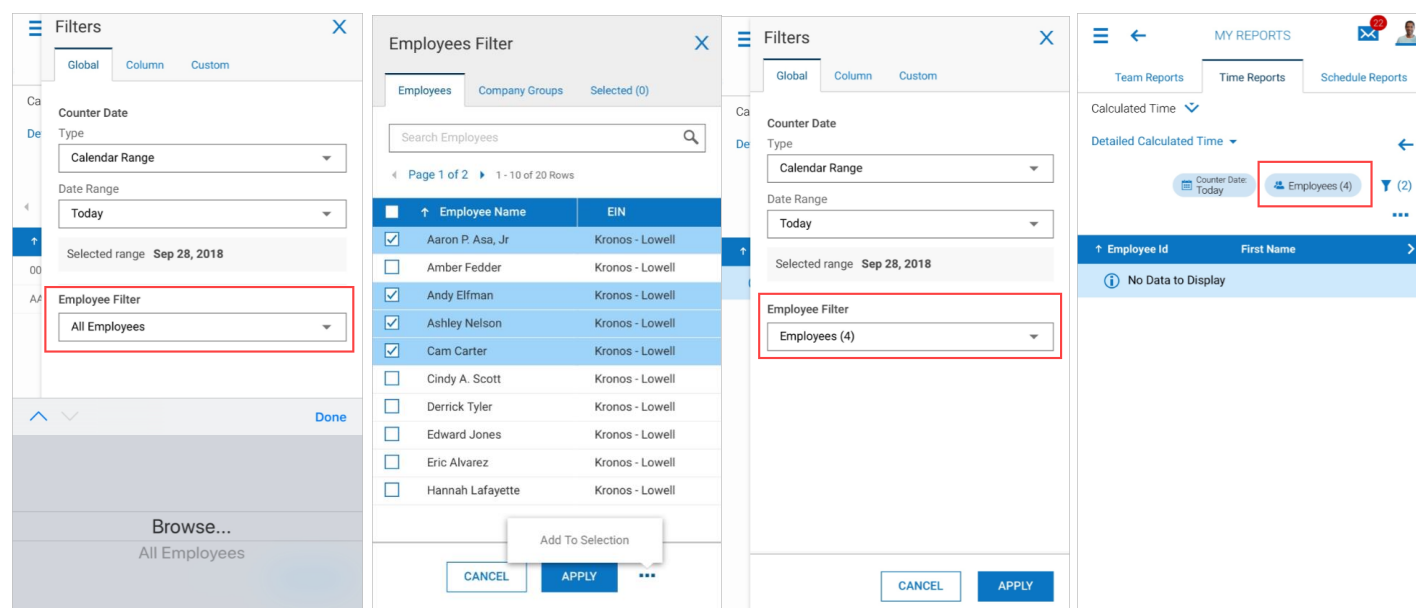 Filters
Global Column Custom
Ca
De
Counter Date
Type
Calendar Range
Date Range
Today
Selected range Sep 28, 2018
00
AA
Employee Filter
All Employees
Done
Browse...
All Employees
Employees Filter
Employees Company Groups Selected (0)
Search Employees
Page 1 of 2 1 - 10 of 20 Rows
↑ Employee Name EIN
Aaron P. Asa, Jr Kronos - Lowell
Amber Fedder Kronos - Lowell
Andy Elfman Kronos - Lowell
Ashley Nelson Kronos - Lowell
Cam Carter Kronos - Lowell
Cindy A. Scott Kronos - Lowell
Derrick Tyler Kronos - Lowell
Edward Jones Kronos - Lowell
Eric Alvarez Kronos - Lowell
Hannah Lafayette Kronos - Lowell
Add To Selection
CANCEL APPLY
Filters
Global Column Custom
Ca
De
Counter Date
Type
Calendar Range
Date Range
Today
Selected range Sep 28, 2018
Employee Filter
Employees (4)
CANCEL APPLY
MY REPORTS 22
Team Reports Time Reports Schedule Reports
Calculated Time
Detailed Calculated Time
Counter Date:
Today
Employees (4) (2)
↑ Employee Id First Name
No Data to Display